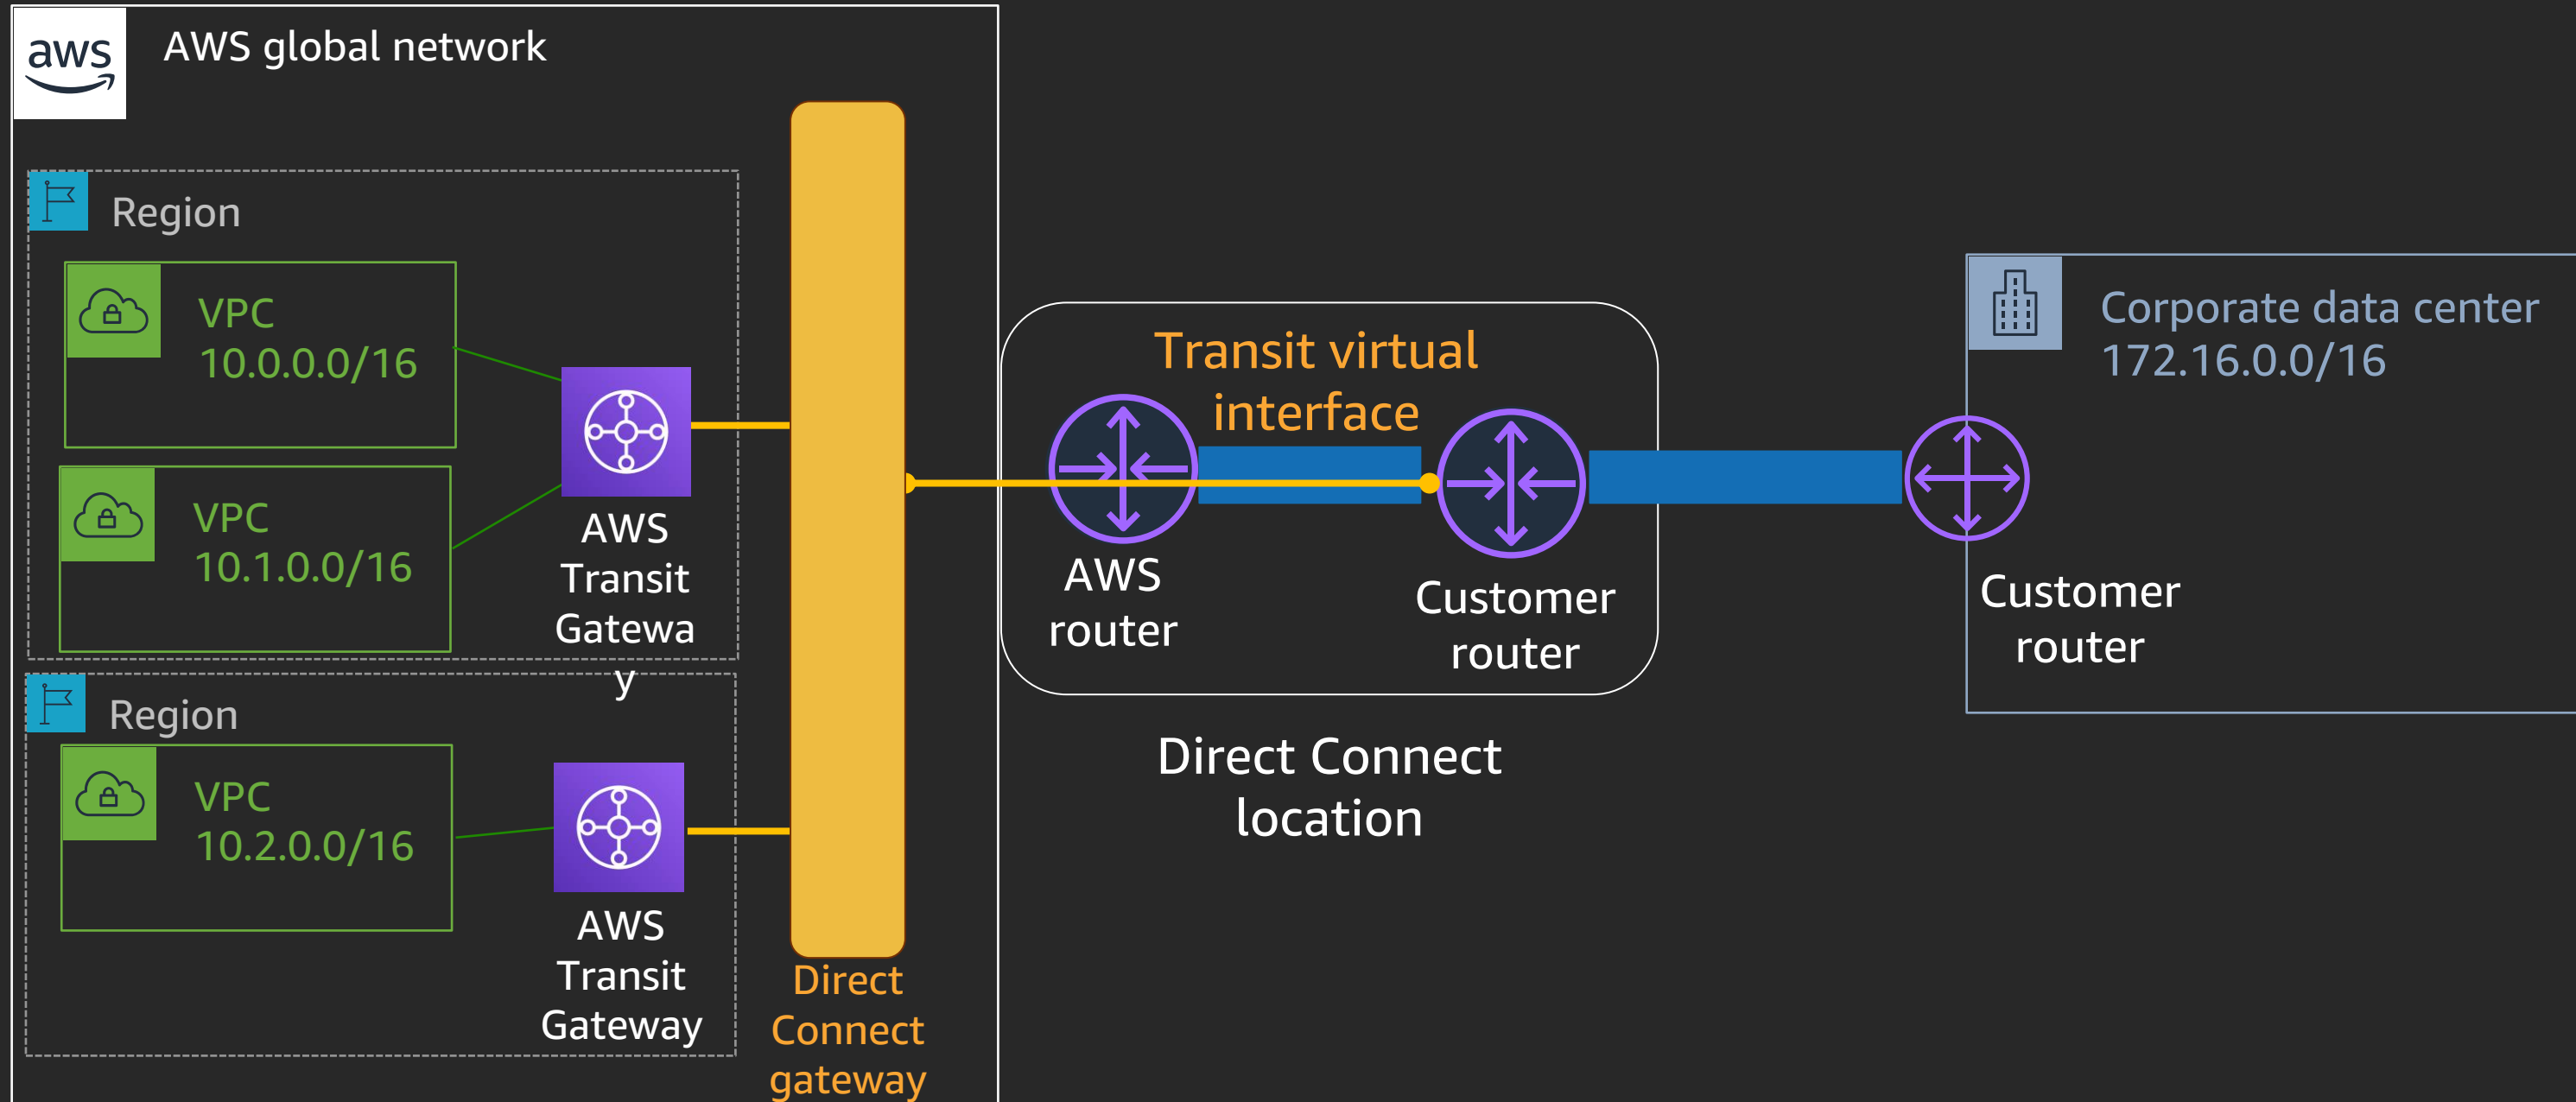 aws
AWS global network
Region
VPC
10.0.0.0/16
VPC
10.1.0.0/16
AWS
Transit
Gatewa
y
Region
VPC
10.2.0.0/16
AWS
Transit
Gateway
Direct
Connect
gateway
Transit virtual
interface
AWS
router
Customer
router
Direct Connect
location
Corporate data center
172.16.0.0/16
Customer
router